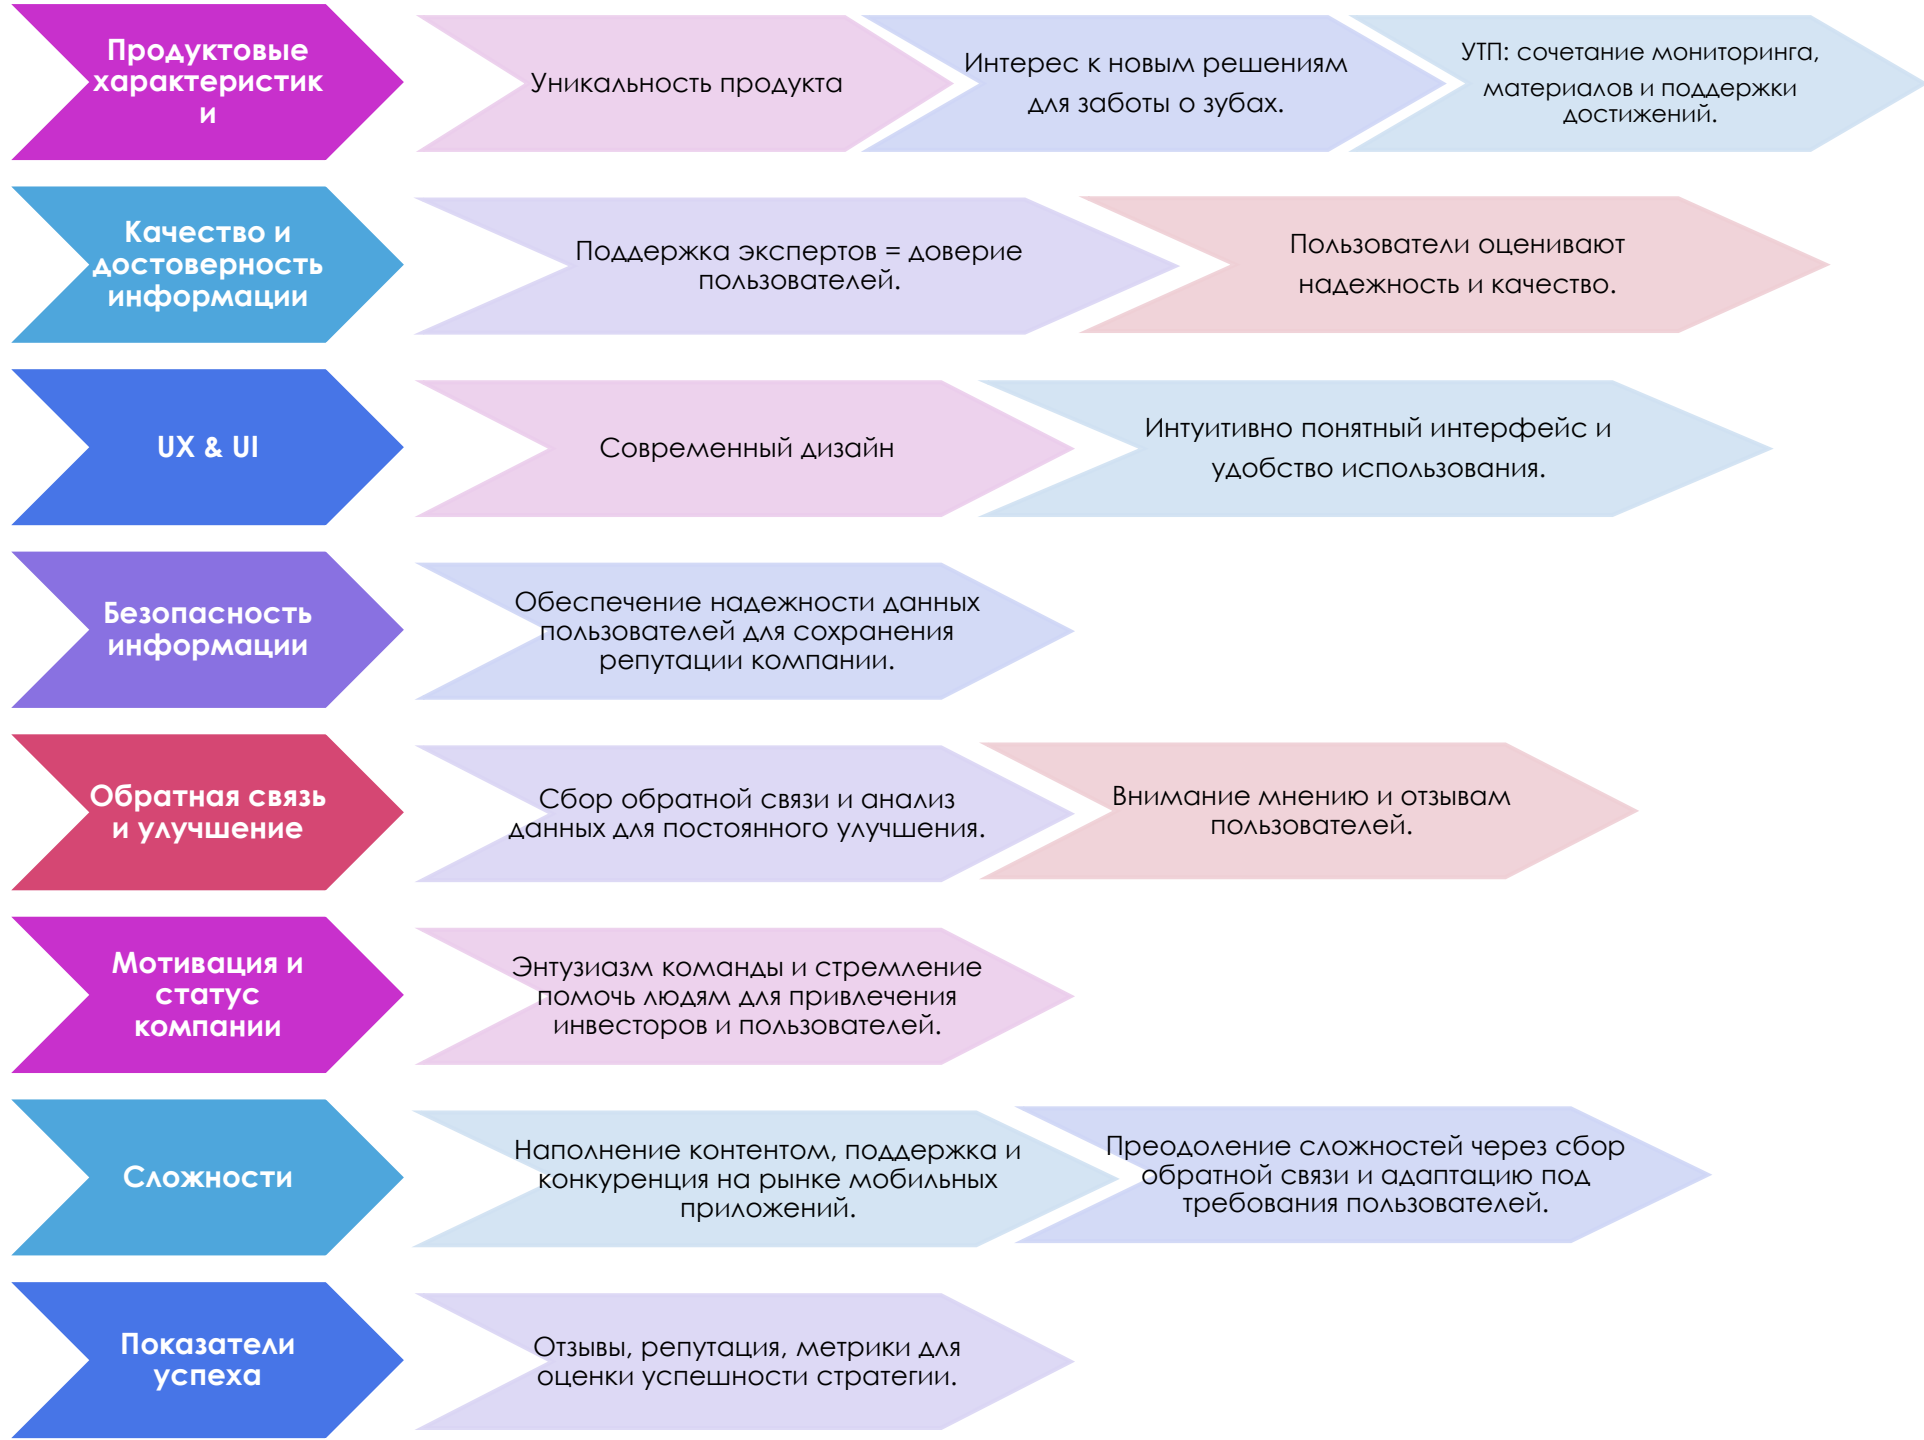 Продуктовые
характеристик
и
Уникальность продукта
Интерес к новым решениям
для заботы о зубах.
УТП: сочетание мониторинга,
материалов и поддержки
достижений.
Качество и
достоверность
информации
Поддержка экспертов = доверие
пользователей.
Пользователи оценивают
надежность и качество.
UX & UI
Современный дизайн
Интуитивно понятный интерфейс и
удобство использования.
Безопасность
информации
Обеспечение надежности данных
пользователей для сохранения
репутации компании.
Обратная связь
и улучшение
Сбор обратной связи и анализ
данных для постоянного улучшения.
Внимание мнению и отзывам
пользователей.
Мотивация и
статус
компании
Энтузиазм команды и стремление
помочь людям для привлечения
инвесторов и пользователей.
Сложности
Наполнение контентом, поддержка и
конкуренция на рынке мобильных
приложений.
Преодоление сложностей через сбор
обратной связи и адаптацию под
требования пользователей.
Показатели
успеха
Отзывы, репутация, метрики для
оценки успешности стратегии.